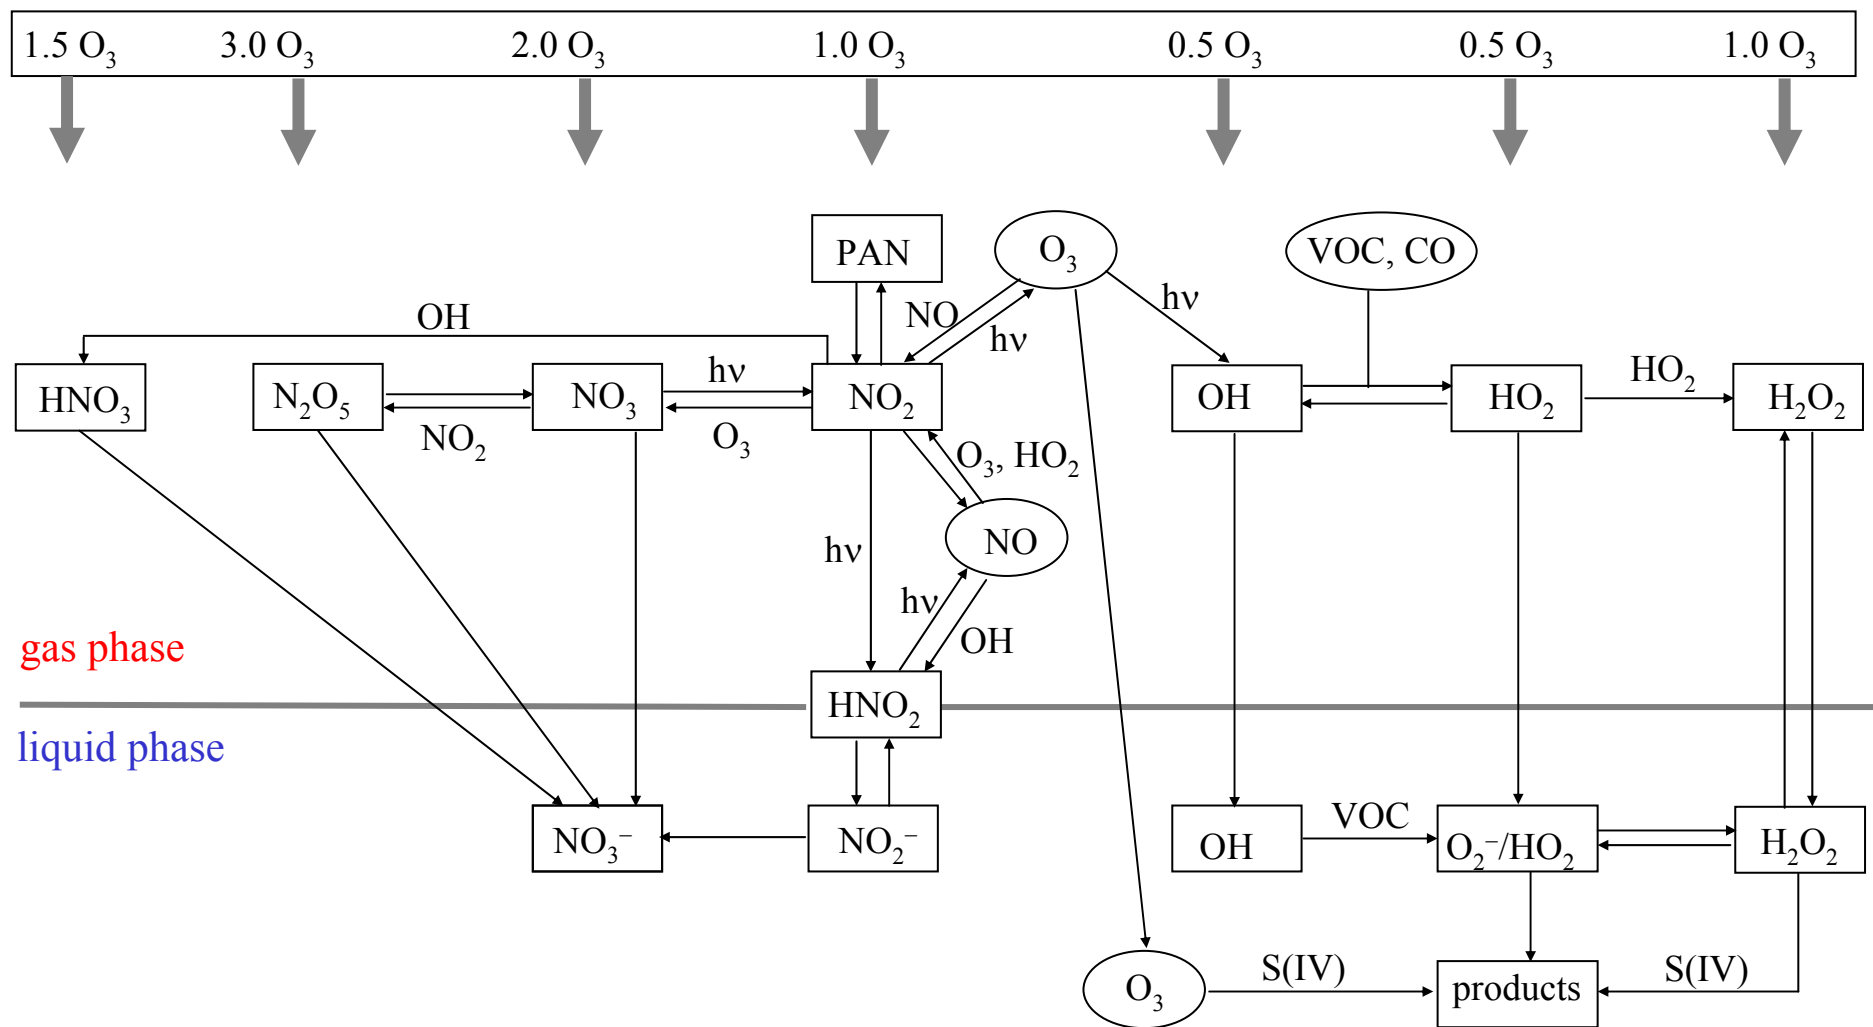 1.5 O₃ 3.0 O₃ 2.0 O₃ 1.0 O₃ 0.5 O₃ 0.5 O₃ 1.0 O₃
PAN O₃ VOC, CO
OH NO hν hν
HNO₃ N₂O₅ NO₃ hν NO₂ OH HO₂ HO₂ H₂O₂
NO₂ O₃ O₃, HO₂
hν NO
hν OH
gas phase
HNO₂
liquid phase
NO₃⁻ NO₂⁻ OH VOC O₂⁻/HO₂ H₂O₂
O₃ S(IV) products S(IV)